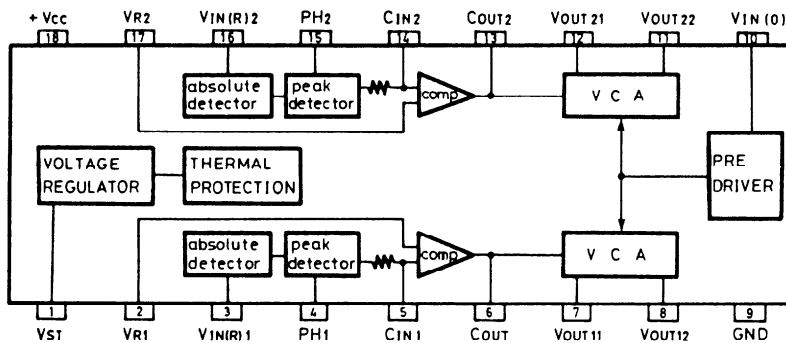 + VCC VR2 VIN(R)2 PH2 CIN2 COUT2 VOUT21 VOUT22 VIN(0)
18 17 16 15 14 13 12 11 10
absolute detector
peak detector
comp
V C A
VOLTAGE REGULATOR
THERMAL PROTECTION
PRE DRIVER
absolute detector
peak detector
comp
V C A
1 2 3 4 5 6 7 8 9
VST VR1 VIN(R)1 PH1 CIN1 COUT VOUT11 VOUT12 GND